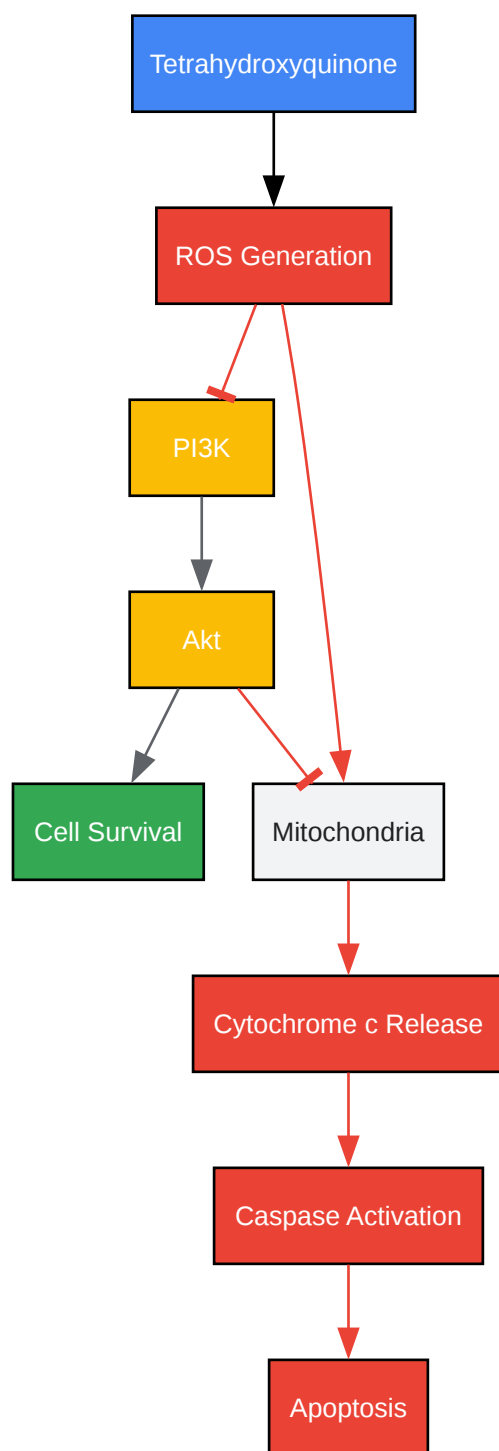 Tetrahydroxyquinone
ROS Generation
PI3K
Akt
Cell Survival
Mitochondria
Cytochrome c Release
Caspase Activation
Apoptosis